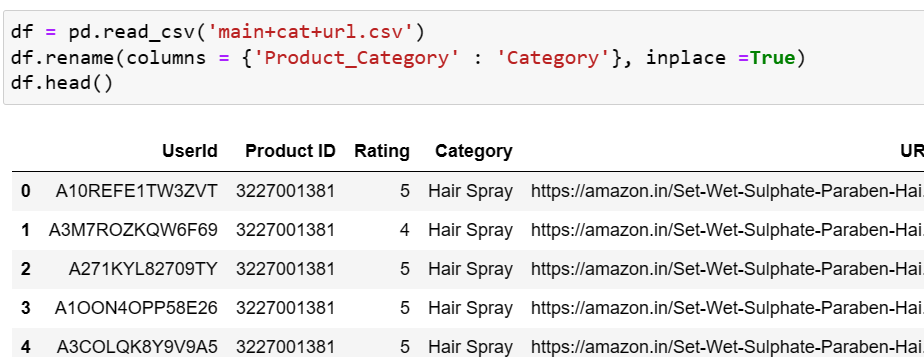 df = pd.read_csv('main+cat+url.csv')
df.rename(columns = {'Product_Category' : 'Category'}, inplace =True)
df.head()
UserId Product ID Rating Category UR
0 A10REFE1TW3ZVT 3227001381 5 Hair Spray https://amazon.in/Set-Wet-Sulphate-Paraben-Hai
1 A3M7ROZKQW6F69 3227001381 4 Hair Spray https://amazon.in/Set-Wet-Sulphate-Paraben-Hai
2 A271KYL82709TY 3227001381 5 Hair Spray https://amazon.in/Set-Wet-Sulphate-Paraben-Hai
3 A1OON4OPP58E26 3227001381 5 Hair Spray https://amazon.in/Set-Wet-Sulphate-Paraben-Hai
4 A3COLQK8Y9V9A5 3227001381 5 Hair Spray https://amazon.in/Set-Wet-Sulphate-Paraben-Hai